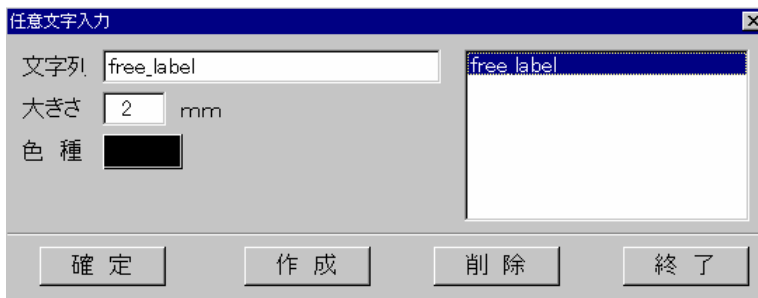 任意文字入力
文字列 free_label
free_label
大きさ 2 mm
色 種
確 定 作 成 削 除 終 了